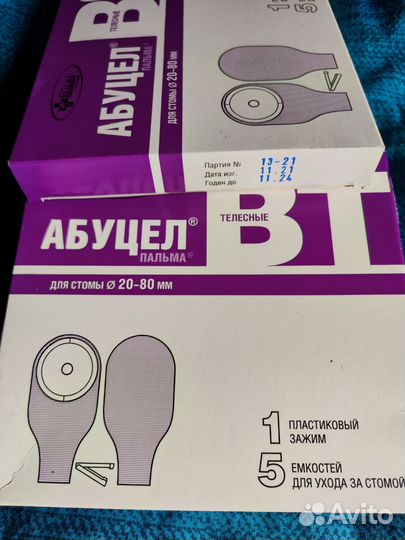 АБУЦЕЛ®
ПАЛЬМА®
ДЛЯ СТОМЫ Ø 20-80 ММ
ТЕЛЕСНЫЕ
Партия № 13-21
Дата изг. 11.21
Годен до 11.24
АБУЦЕЛ®
ПАЛЬМА®
ТЕЛЕСНЫЕ
ВТ
ДЛЯ СТОМЫ Ø 20-80 ММ
1 ПЛАСТИКОВЫЙ
ЗАЖИМ
5 ЕМКОСТЕЙ
ДЛЯ УХОДА ЗА СТОМОЙ
Avito